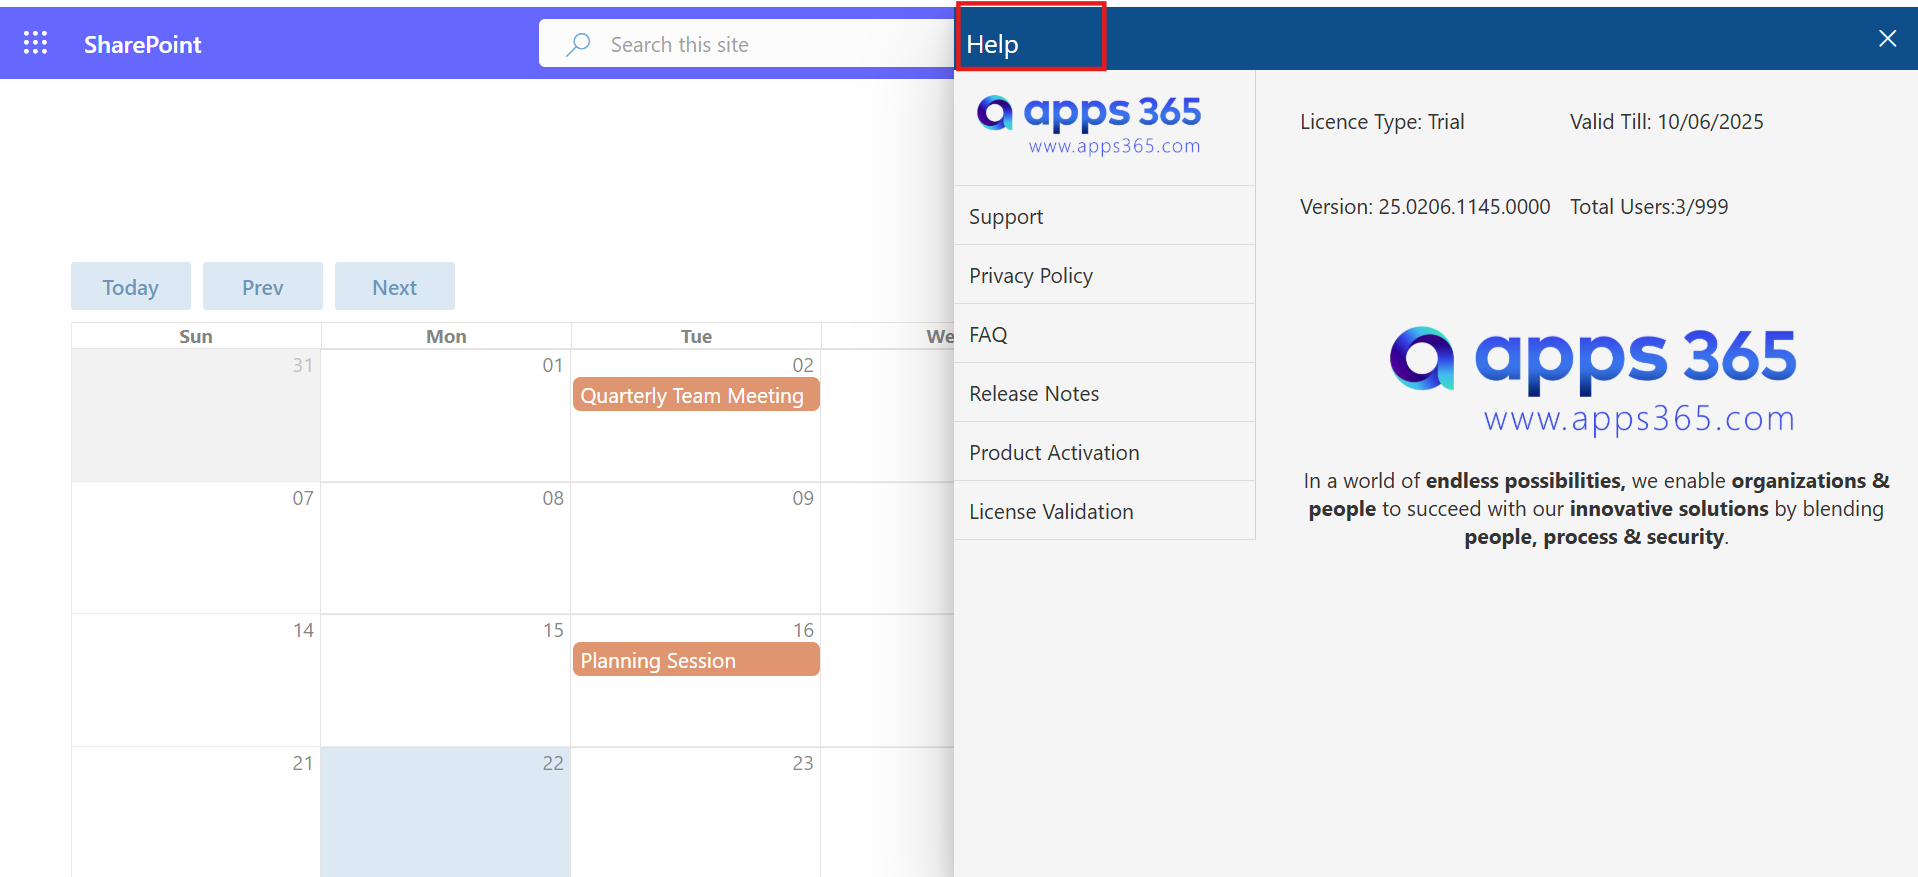 SharePoint
Search this site
Help
apps 365
www.apps365.com
Support
Privacy Policy
FAQ
Release Notes
Product Activation
License Validation
Licence Type: Trial
Valid Till: 10/06/2025
Version: 25.0206.1145.0000
Total Users:3/999
apps 365
www.apps365.com
In a world of endless possibilities, we enable organizations &
people to succeed with our innovative solutions by blending
people, process & security.
Today Prev Next
Sun Mon Tue We
31 01 02
Quarterly Team Meeting
07 08 09
14 15 16
Planning Session
21 22 23